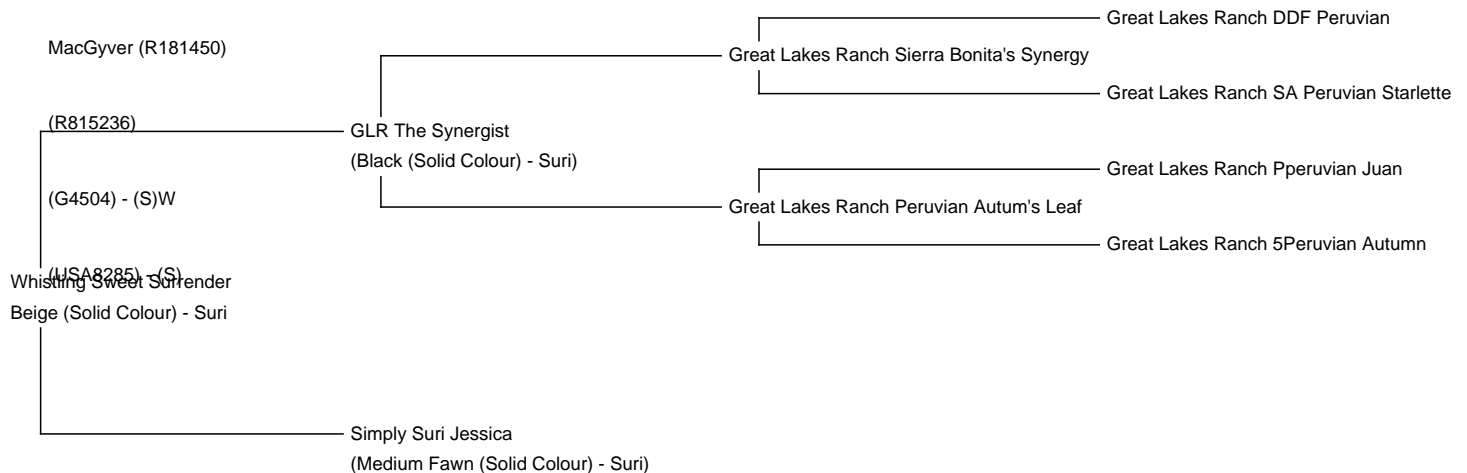 Great Lakes Ranch DDF Peruvian
MacGyver (R181450)
Great Lakes Ranch Sierra Bonita's Synergy
Great Lakes Ranch SA Peruvian Starlette
(R815236)
GLR The Synergist
(Black (Solid Colour) - Suri)
Great Lakes Ranch Pperuvian Juan
(G4504) - (S)W
Great Lakes Ranch Peruvian Autum's Leaf
Great Lakes Ranch 5Peruvian Autumn
(USA8285) - (S)
Whistling Sweet Surrender
Beige (Solid Colour) - Suri
Simply Suri Jessica
(Medium Fawn (Solid Colour) - Suri)